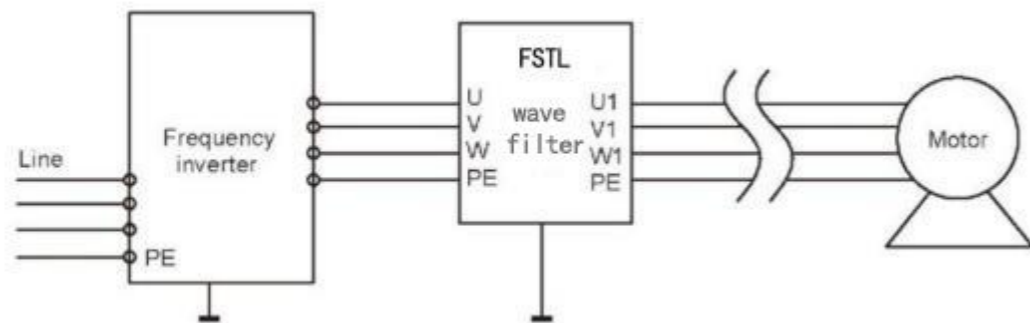 Line
PE
Frequency
inverter
FSTL
wave
filter
U
V
W
PE
U1
V1
W1
PE
Motor